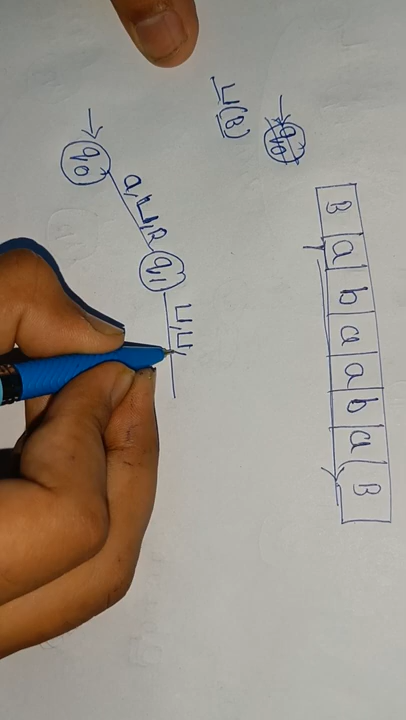 B a b a a b a B
q0
⊔(B)
q0
a,⊔,R
q1
⊔,⊔,